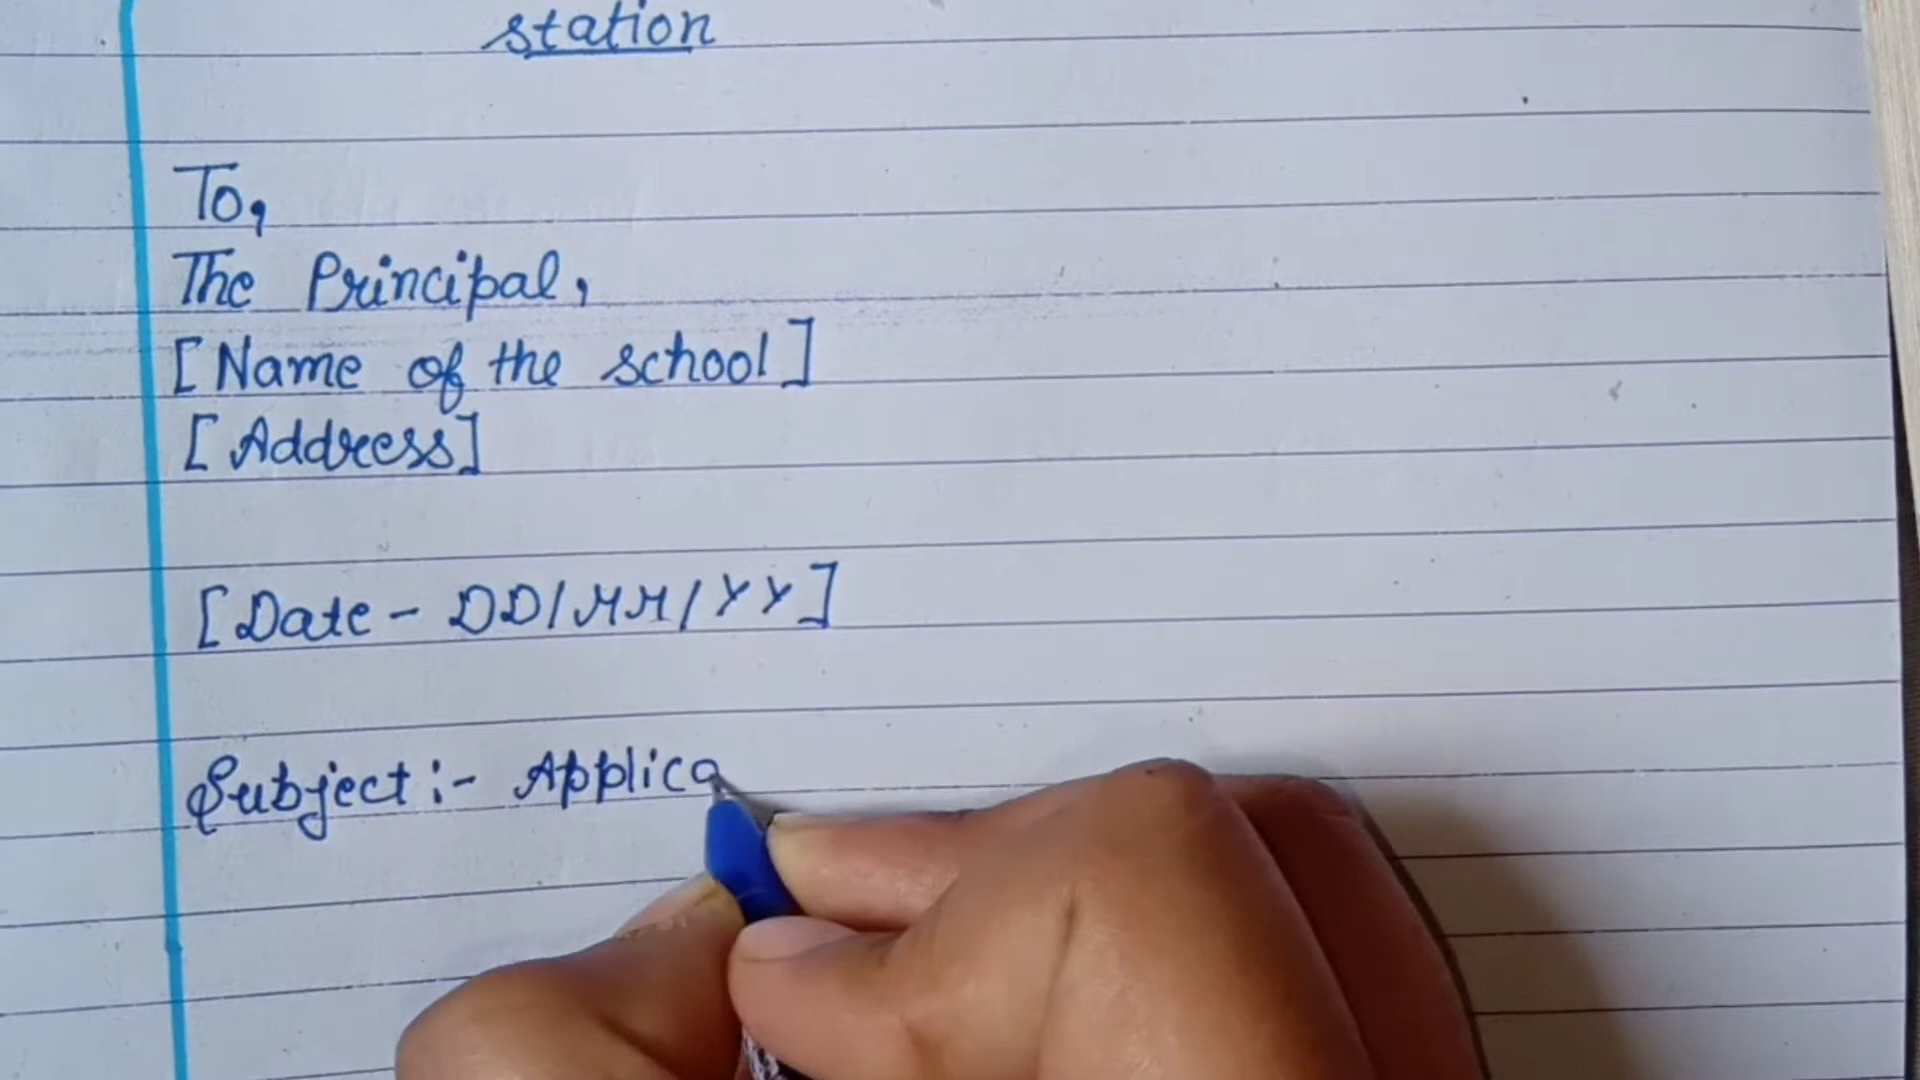 station
To,
The Principal,
[Name of the school]
[Address]
[Date - DD/MM/YY]
Subject :- Applica